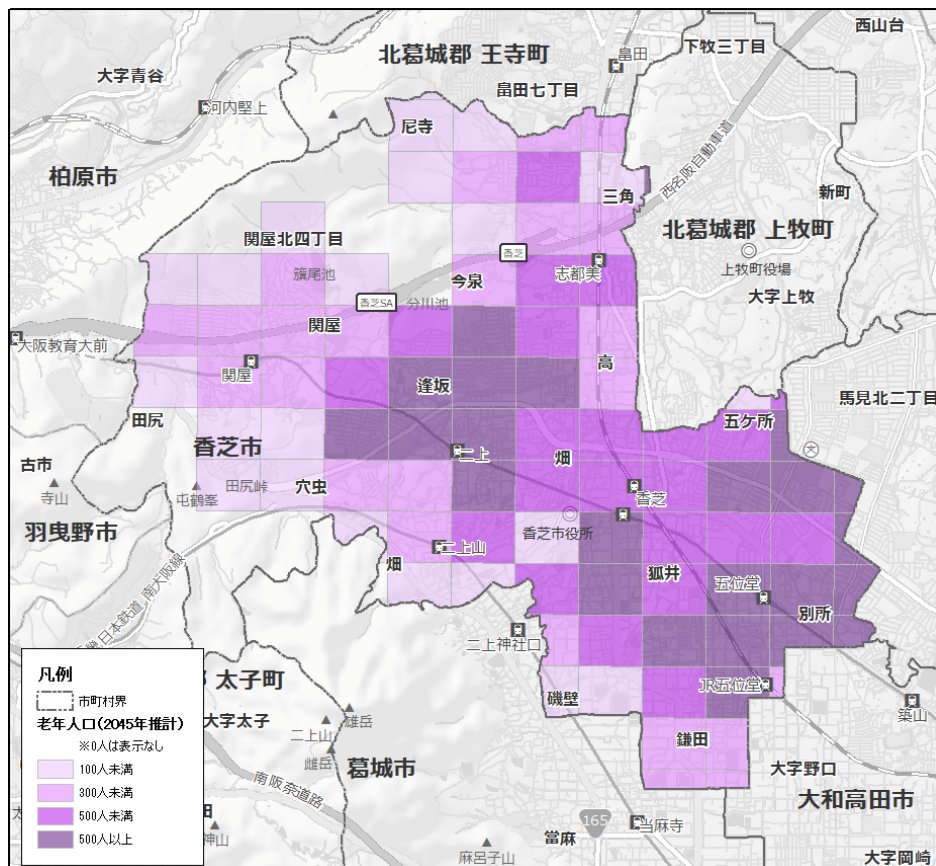 西山台
北葛城郡 王寺町
畠田
下牧三丁目
大字青谷
畠田七丁目
河内堅上
尼寺
西名阪自動車道
柏原市
三角
新町
関屋北四丁目
北葛城郡 上牧町
香芝
上牧町役場
籏尾池
今泉
志都美
大字上牧
香芝SA
分川池
関屋
大阪教育大前
関屋
逢坂
高
馬見北二丁目
田尻
五ケ所
香芝市
二上
畑
古市
寺山
屯鶴峯
田尻峠
穴虫
香芝
羽曳野市
香芝市役所
二上山
畑
狐井
五位堂
別所
日本鉄道 南大阪線
二上神社口
太子町
磯壁
JR五位堂
築山
大字太子
雄岳
二上山
雌岳
鎌田
葛城市
大字野口
南阪奈道路
大和高田市
165
当麻寺
當麻
麻呂子山
大字岡崎
凡例
市町村界
老年人口(2045年推計)
※0人は表示なし
100人未満
300人未満
500人未満
500人以上